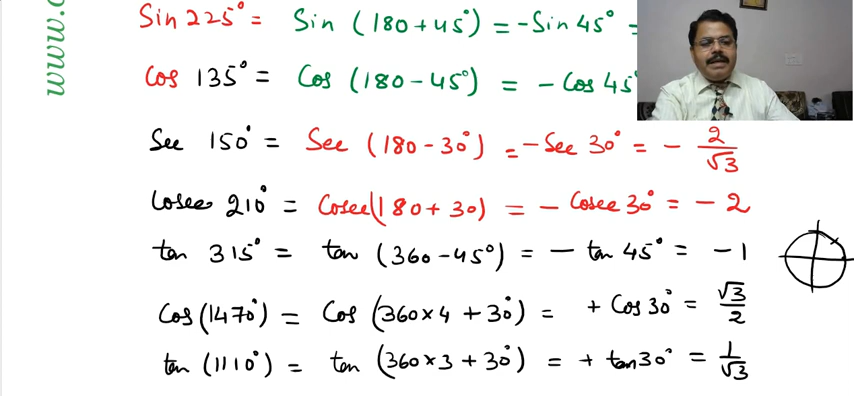 www.
Sin 225° = Sin (180 + 45°) = -Sin 45° =
Cos 135° = Cos (180 - 45°) = - Cos 45°
Sec 150° = Sec (180 - 30°) = -Sec 30° = - 2/√3
Cosec 210° = Cosec(180 + 30) = - Cosec 30° = - 2
tan 315° = tan (360 - 45°) = - tan 45° = -1
Cos(1470°) = Cos (360 × 4 + 30°) = + Cos 30° = √3/2
tan (1110°) = tan (360 × 3 + 30°) = + tan 30° = 1/√3